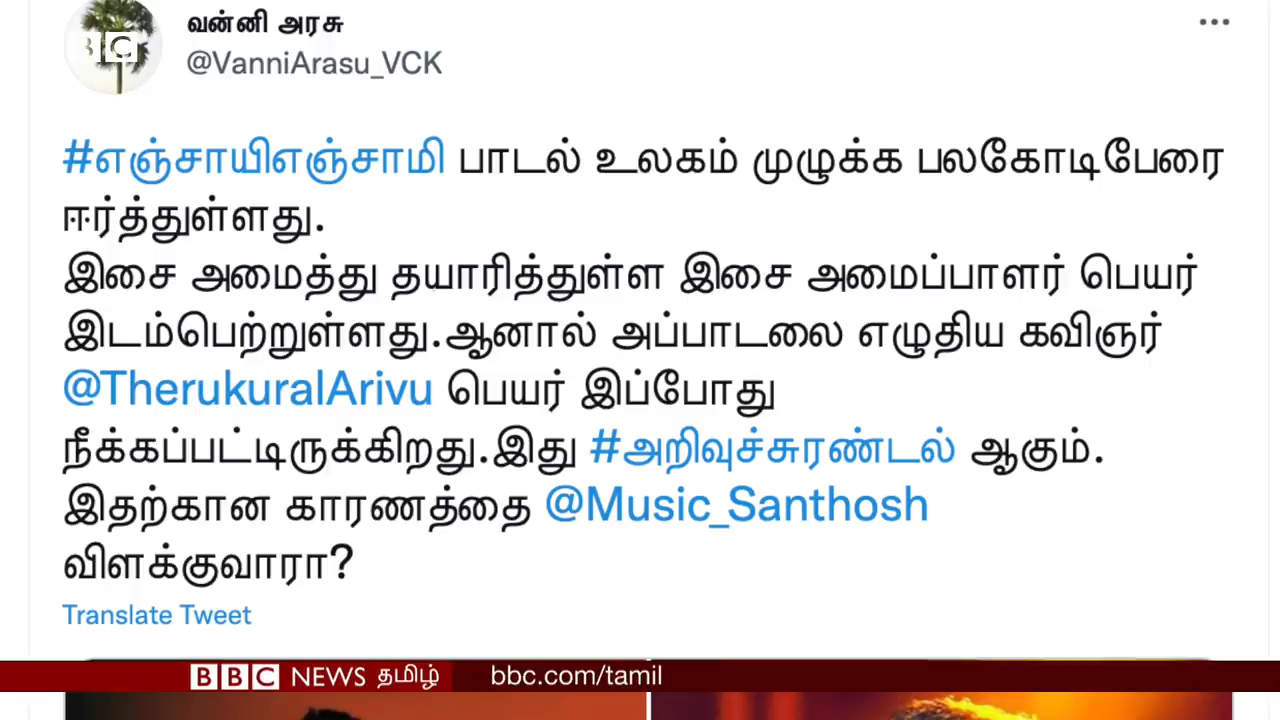 வன்னி அரசு
BBC
@VanniArasu_VCK
#எஞ்சாயிஎஞ்சாமி பாடல் உலகம் முழுக்க பலகோடிபேரை
ஈர்த்துள்ளது.
இசை அமைத்து தயாரித்துள்ள இசை அமைப்பாளர் பெயர்
இடம்பெற்றுள்ளது.ஆனால் அப்பாடலை எழுதிய கவிஞர்
@TherukuralArivu பெயர் இப்போது
நீக்கப்பட்டிருக்கிறது.இது #அறிவுச்சுரண்டல் ஆகும்.
இதற்கான காரணத்தை @Music_Santhosh
விளக்குவாரா?
Translate Tweet
BBC NEWS தமிழ் bbc.com/tamil